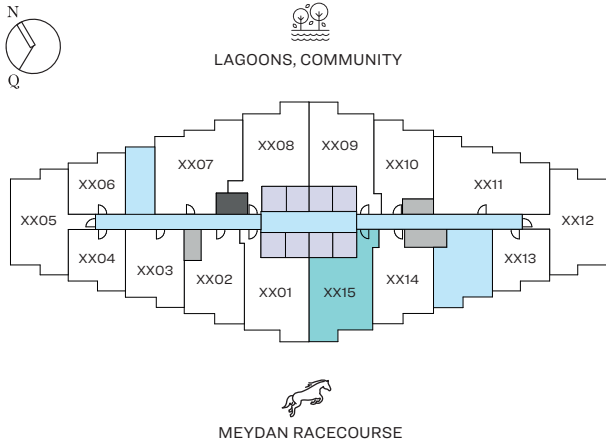 N
Q
LAGOONS, COMMUNITY
XX08
XX09
XX07
XX10
XX06
XX11
XX05
XX12
XX04
XX03
XX02
XX01
XX15
XX14
XX13
MEYDAN RACECOURSE